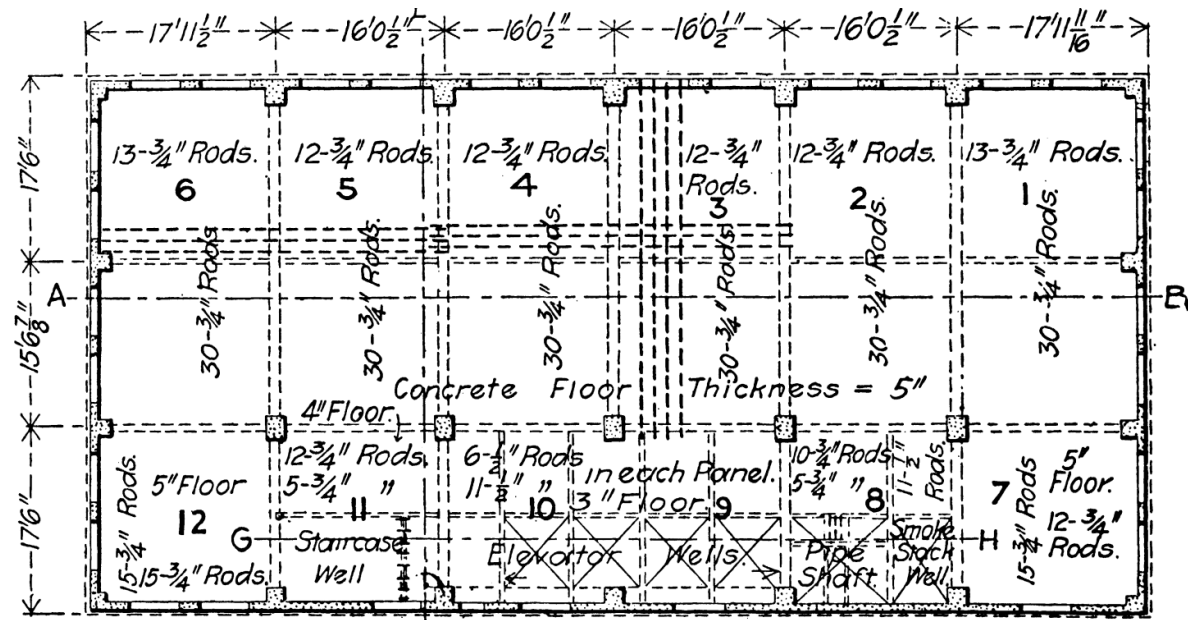 17'11½" 16'0½" 16'0½" 16'0½" 16'0½" 17'11 11/16"
17'6"
13-¾" Rods. 12-¾" Rods. 12-¾" Rods. 12-¾" Rods. 12-¾" Rods. 13-¾" Rods.
6 5 4 3 2 1
30-¾" Rods. 30-¾" Rods. 30-¾" Rods. 30-¾" Rods. 30-¾" Rods. 30-¾" Rods.
A B
15'6⅞"
Concrete Floor Thickness = 5"
17'6"
4" Floor.
5" Floor
12
15-¾" Rods.
15-¾" Rods.
12-¾" Rods.
5-¾" "
11
Staircase
Well
6-½" Rods
11-½" "
in each Panel.
3" Floor
10 9
Elevator Wells
10-¾" Rods
5-¾" "
8
11-½" Rods.
Pipe
Shaft
Smoke
Stack
Well
7
5"
Floor.
15-¾" Rods
12-¾"
Rods.
G H